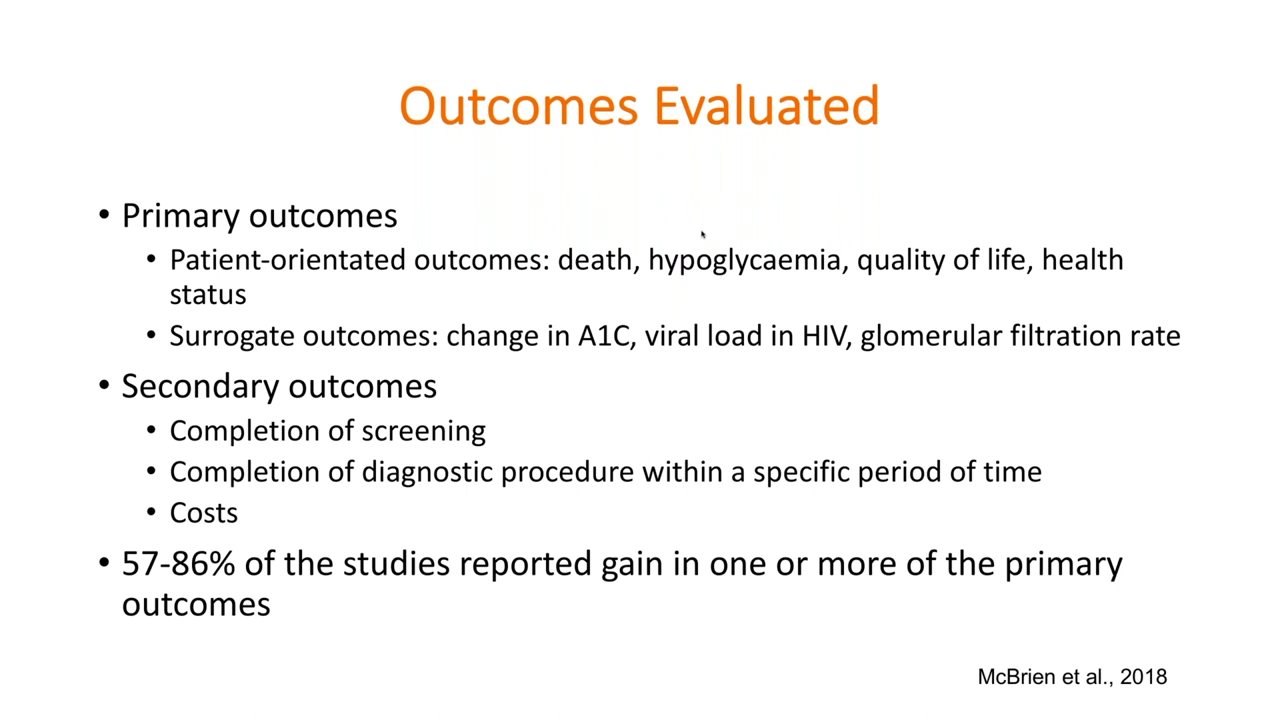 Outcomes Evaluated
• Primary outcomes
• Patient-orientated outcomes: death, hypoglycaemia, quality of life, health
status
• Surrogate outcomes: change in A1C, viral load in HIV, glomerular filtration rate
• Secondary outcomes
• Completion of screening
• Completion of diagnostic procedure within a specific period of time
• Costs
• 57-86% of the studies reported gain in one or more of the primary
outcomes
McBrien et al., 2018